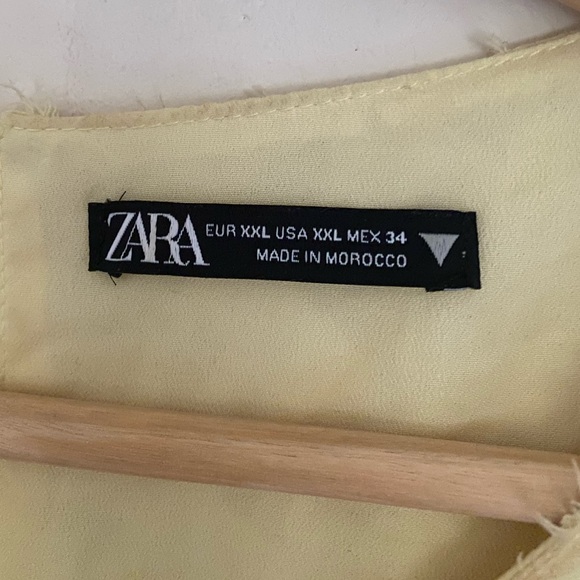 ZARA
EUR XXL USA XXL MEX 34
MADE IN MOROCCO